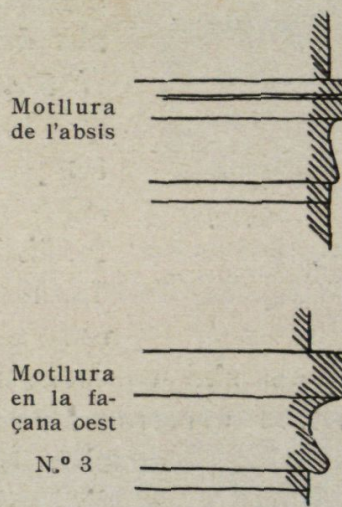 Motllura
de l'absis
Motllura
en la fa-
çana oest
N.º 3